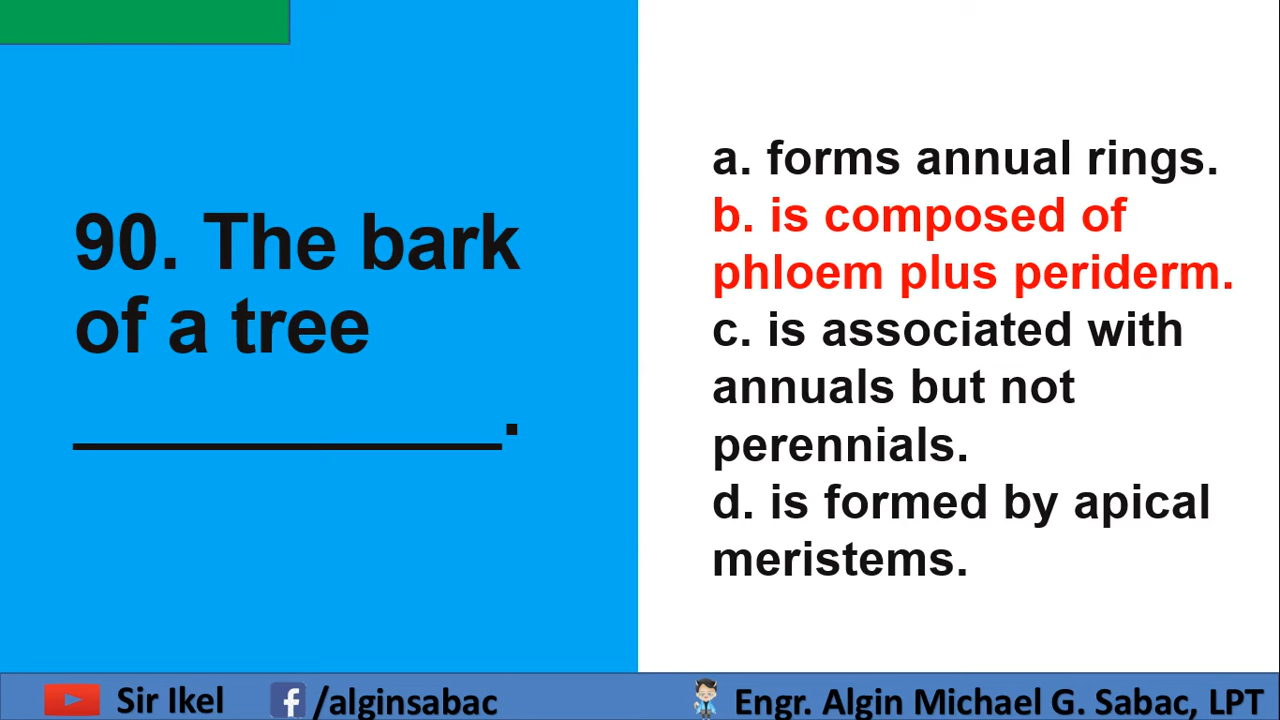 90. The bark
of a tree
___________.
a. forms annual rings.
b. is composed of
phloem plus periderm.
c. is associated with
annuals but not
perennials.
d. is formed by apical
meristems.
Sir Ikel
/alginsabac
Engr. Algin Michael G. Sabac, LPT